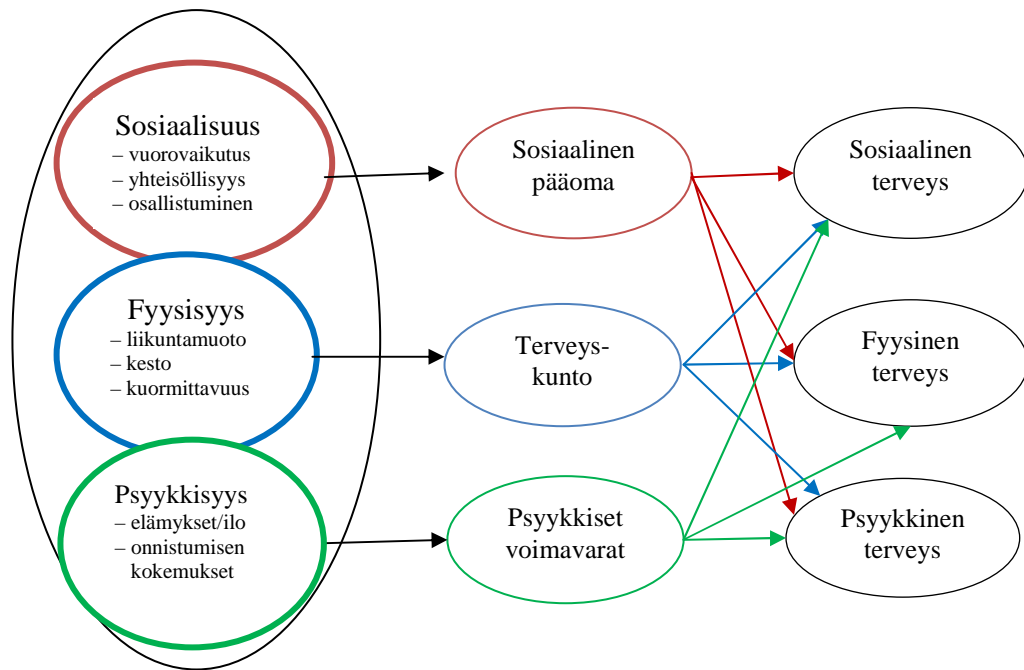 Sosiaalisuus
– vuorovaikutus
– yhteisöllisyys
– osallistuminen
Fyysisyys
– liikuntamuoto
– kesto
– kuormittavuus
Psyykkisyys
– elämykset/ilo
– onnistumisen
kokemukset
Sosiaalinen
pääoma
Terveys-
kunto
Psyykkiset
voimavarat
Sosiaalinen
terveys
Fyysinen
terveys
Psyykkinen
terveys